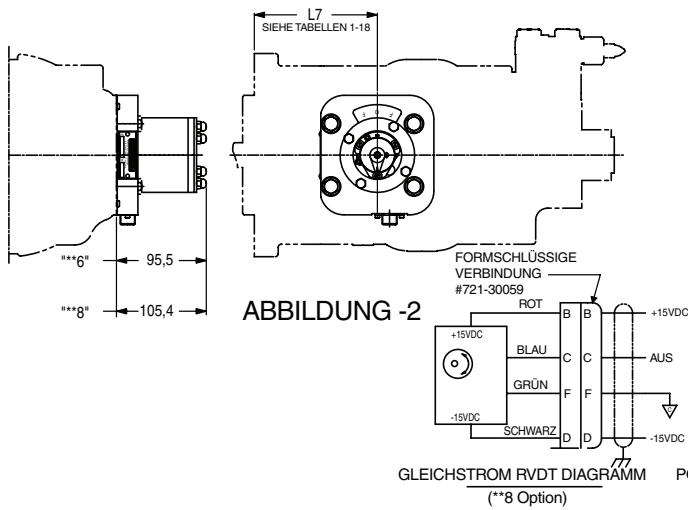 L7
SIEHE TABELLEN 1-18
"**6"
95,5
"**8"
105,4
ABBILDUNG -2
FORMSCHLÜSSIGE
VERBINDUNG
#721-30059
ROT
B B
+15VDC
+15VDC
BLAU
C C
AUS
GRÜN
F F
-15VDC
SCHWARZ
D D
-15VDC
GLEICHSTROM RVDT DIAGRAMM
(**8 Option)